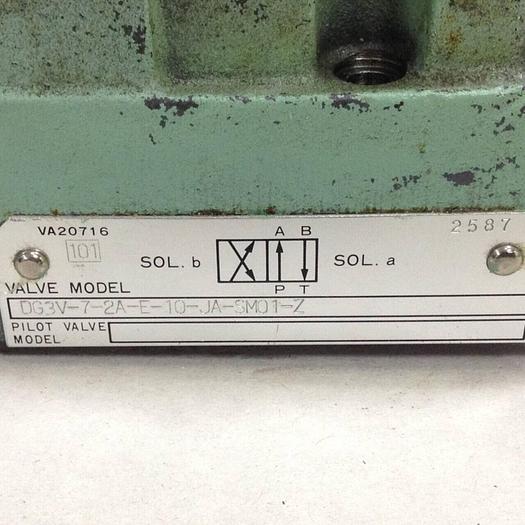 VA20716
2587
101
A B
SOL. b
SOL. a
P T
VALVE MODEL
DG3V-7-2A-E-10-JA-SM01-Z
PILOT VALVE
MODEL